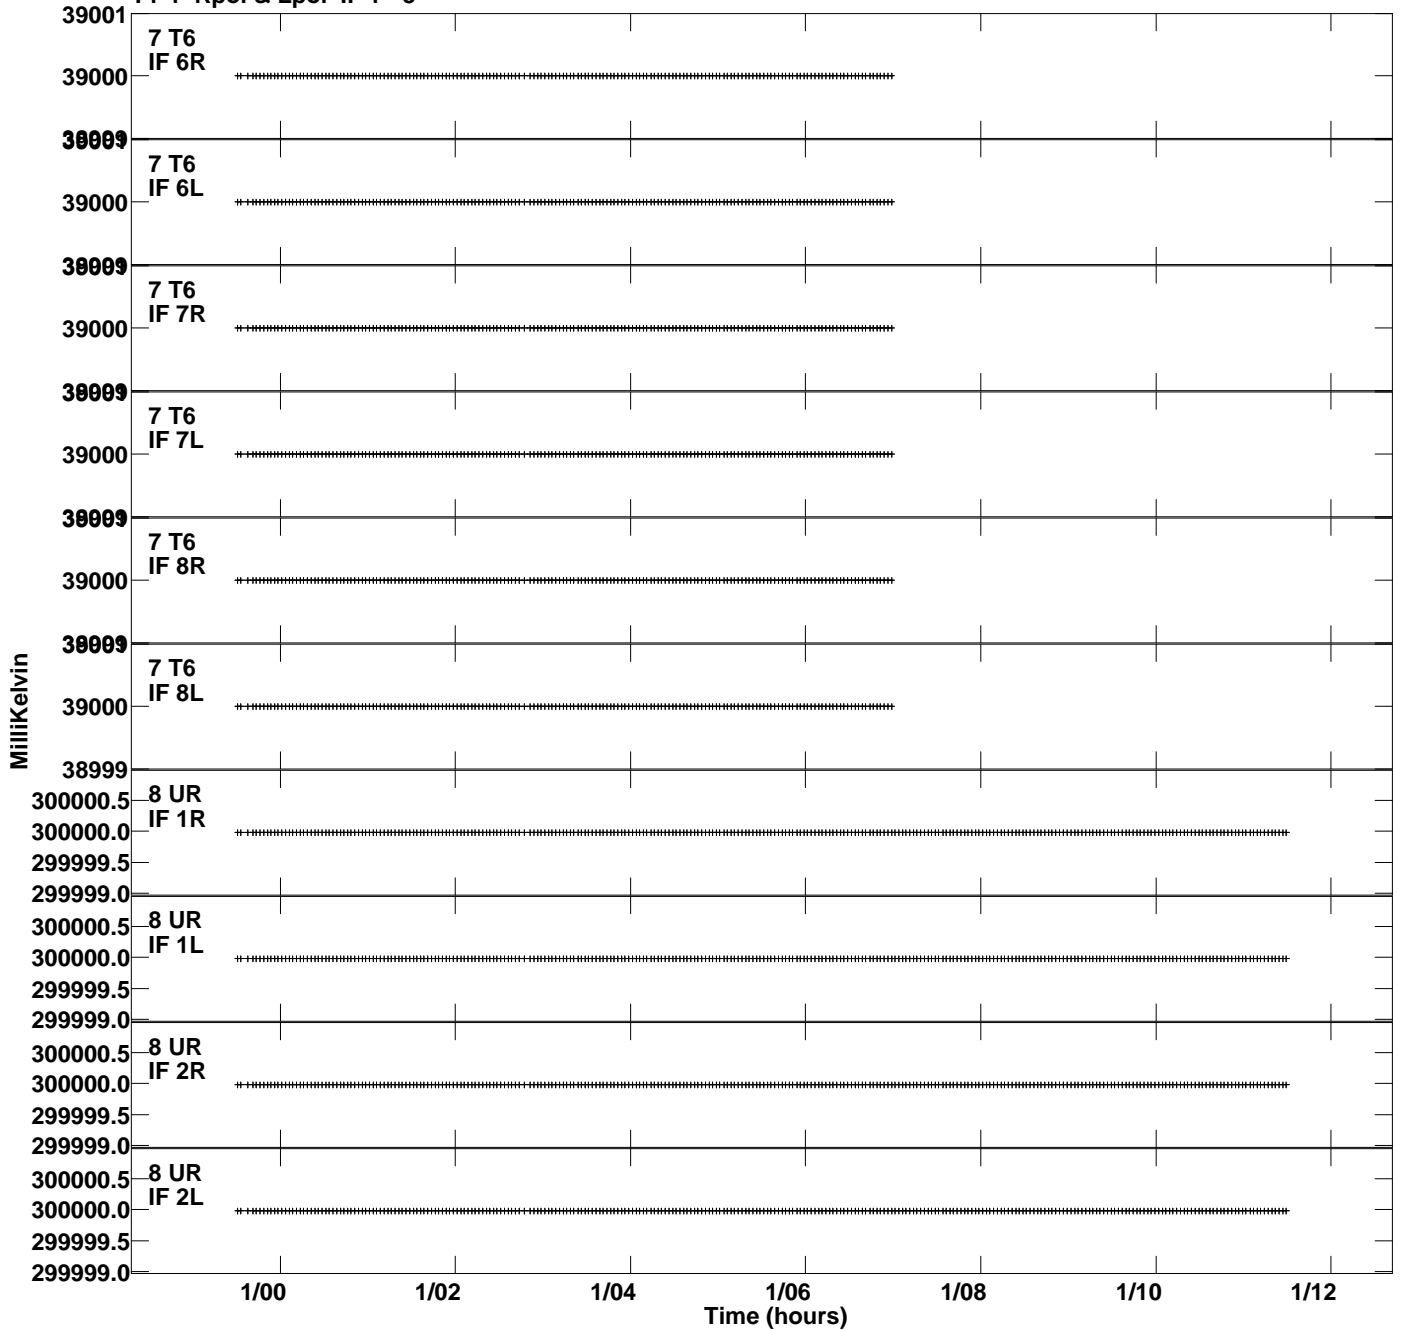 39001
7 T6
IF 6R
39000
7 T6
IF 6L
39000
7 T6
IF 7R
39000
7 T6
IF 7L
39000
7 T6
IF 8R
39000
7 T6
IF 8L
39000
38999
MilliKelvin
8 UR
IF 1R
300000.5
300000.0
299999.5
299999.0
8 UR
IF 1L
300000.5
300000.0
299999.5
299999.0
8 UR
IF 2R
300000.5
300000.0
299999.5
299999.0
8 UR
IF 2L
300000.5
300000.0
299999.5
299999.0
1/00 1/02 1/04 1/06 1/08 1/10 1/12
Time (hours)